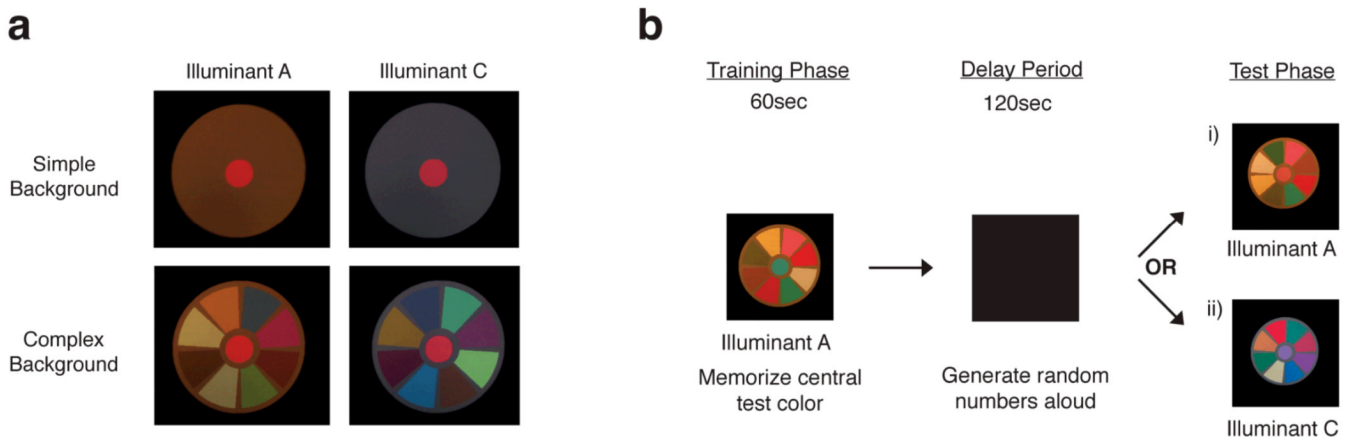 a
Illuminant A
Illuminant C
Simple
Background
Complex
Background
b
Training Phase
60sec
Delay Period
120sec
Test Phase
Illuminant A
Memorize central
test color
Generate random
numbers aloud
OR
i)
Illuminant A
ii)
Illuminant C